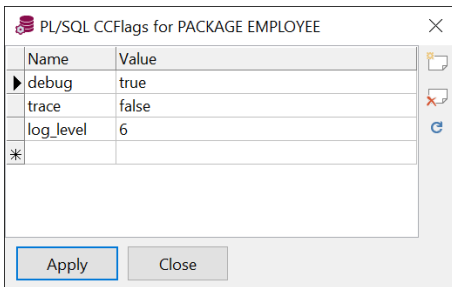 PL/SQL CCFlags for PACKAGE EMPLOYEE
Name Value
debug true
trace false
log_level 6
Apply Close